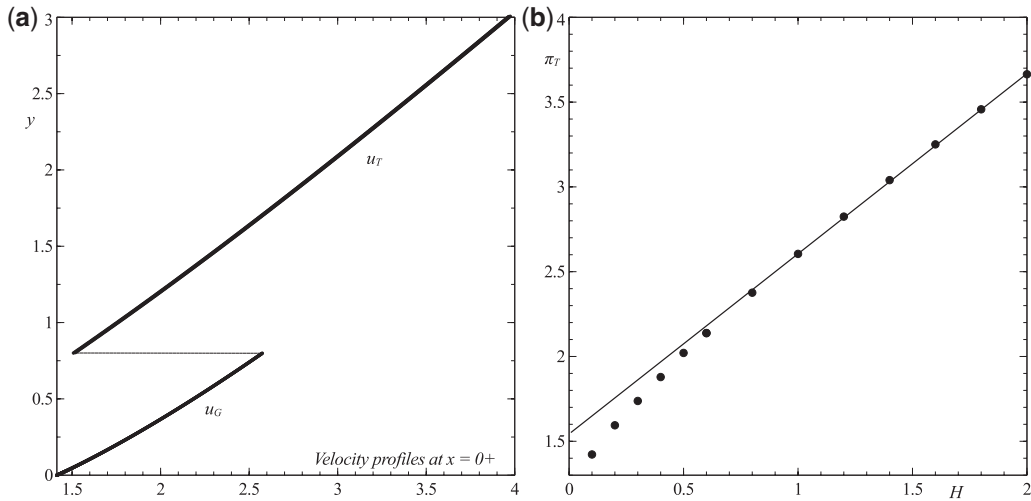 (a)
3
2.5
y
2
u_T
1.5
1
0.5
u_G
Velocity profiles at x = 0+
0
1.5 2 2.5 3 3.5 4
(b)
4
π_T
3.5
3
2.5
2
1.5
0 0.5 1 1.5 H 2